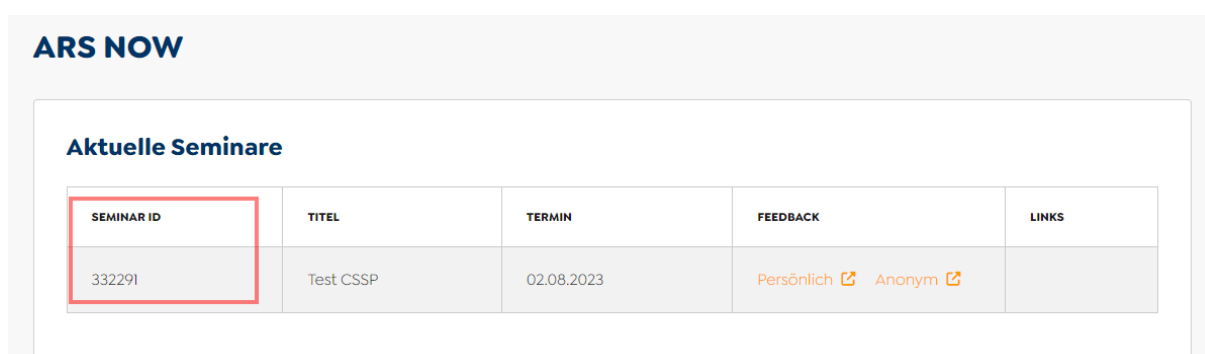 ARS NOW
Aktuelle Seminare
SEMINAR ID TITEL TERMIN FEEDBACK LINKS
332291 Test CSSP 02.08.2023 Persönlich Anonym